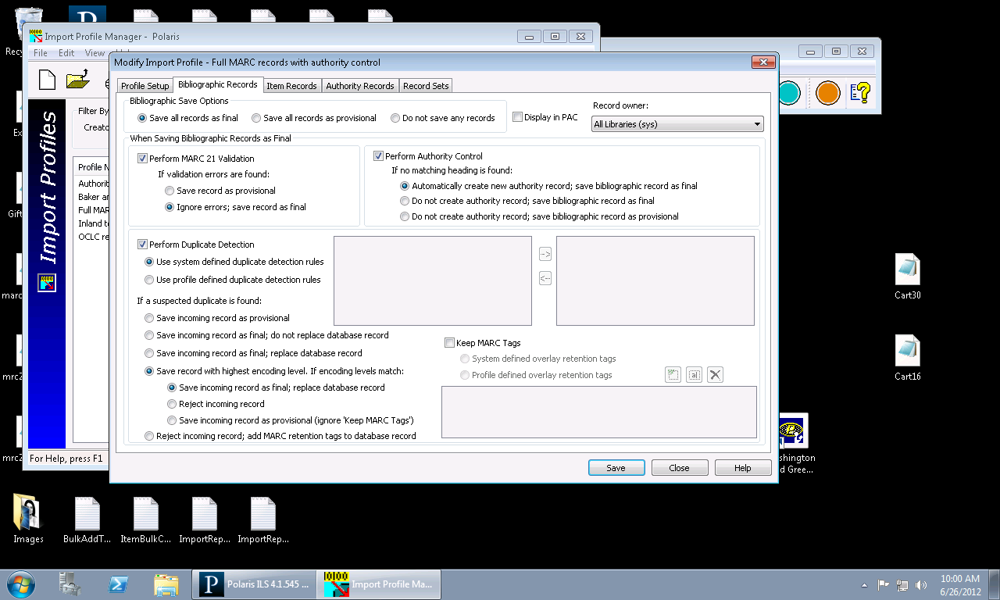 Import Profile Manager - Polaris
File Edit View
Modify Import Profile - Full MARC records with authority control
Profile Setup
Bibliographic Records
Item Records
Authority Records
Record Sets
Bibliographic Save Options
Save all records as final
Save all records as provisional
Do not save any records
Display in PAC
Record owner:
All Libraries (sys)
When Saving Bibliographic Records as Final
Perform MARC 21 Validation
If validation errors are found:
Save record as provisional
Ignore errors; save record as final
Perform Authority Control
If no matching heading is found:
Automatically create new authority record; save bibliographic record as final
Do not create authority record; save bibliographic record as final
Do not create authority record; save bibliographic record as provisional
Perform Duplicate Detection
Use system defined duplicate detection rules
Use profile defined duplicate detection rules
-->
<--
If a suspected duplicate is found:
Save incoming record as provisional
Save incoming record as final; do not replace database record
Save incoming record as final; replace database record
Save record with highest encoding level. If encoding levels match:
Save incoming record as final; replace database record
Reject incoming record
Save incoming record as provisional (ignore 'Keep MARC Tags')
Reject incoming record; add MARC retention tags to database record
Keep MARC Tags
System defined overlay retention tags
Profile defined overlay retention tags
Save
Close
Help
Import Profiles
Filter By
Creato
Profile N
Authorit
Baker ar
Full MAR
Inland te
OCLC re
For Help, press F1
Recy
Ex
Gift
marc
mrcZ
mrcZ
Cart30
Cart16
shington
d Gree...
Images
BulkAddT...
ItemBulkC...
ImportRep...
ImportRep...
Polaris ILS 4.1.545 ...
Import Profile Ma...
10:00 AM
6/26/2012